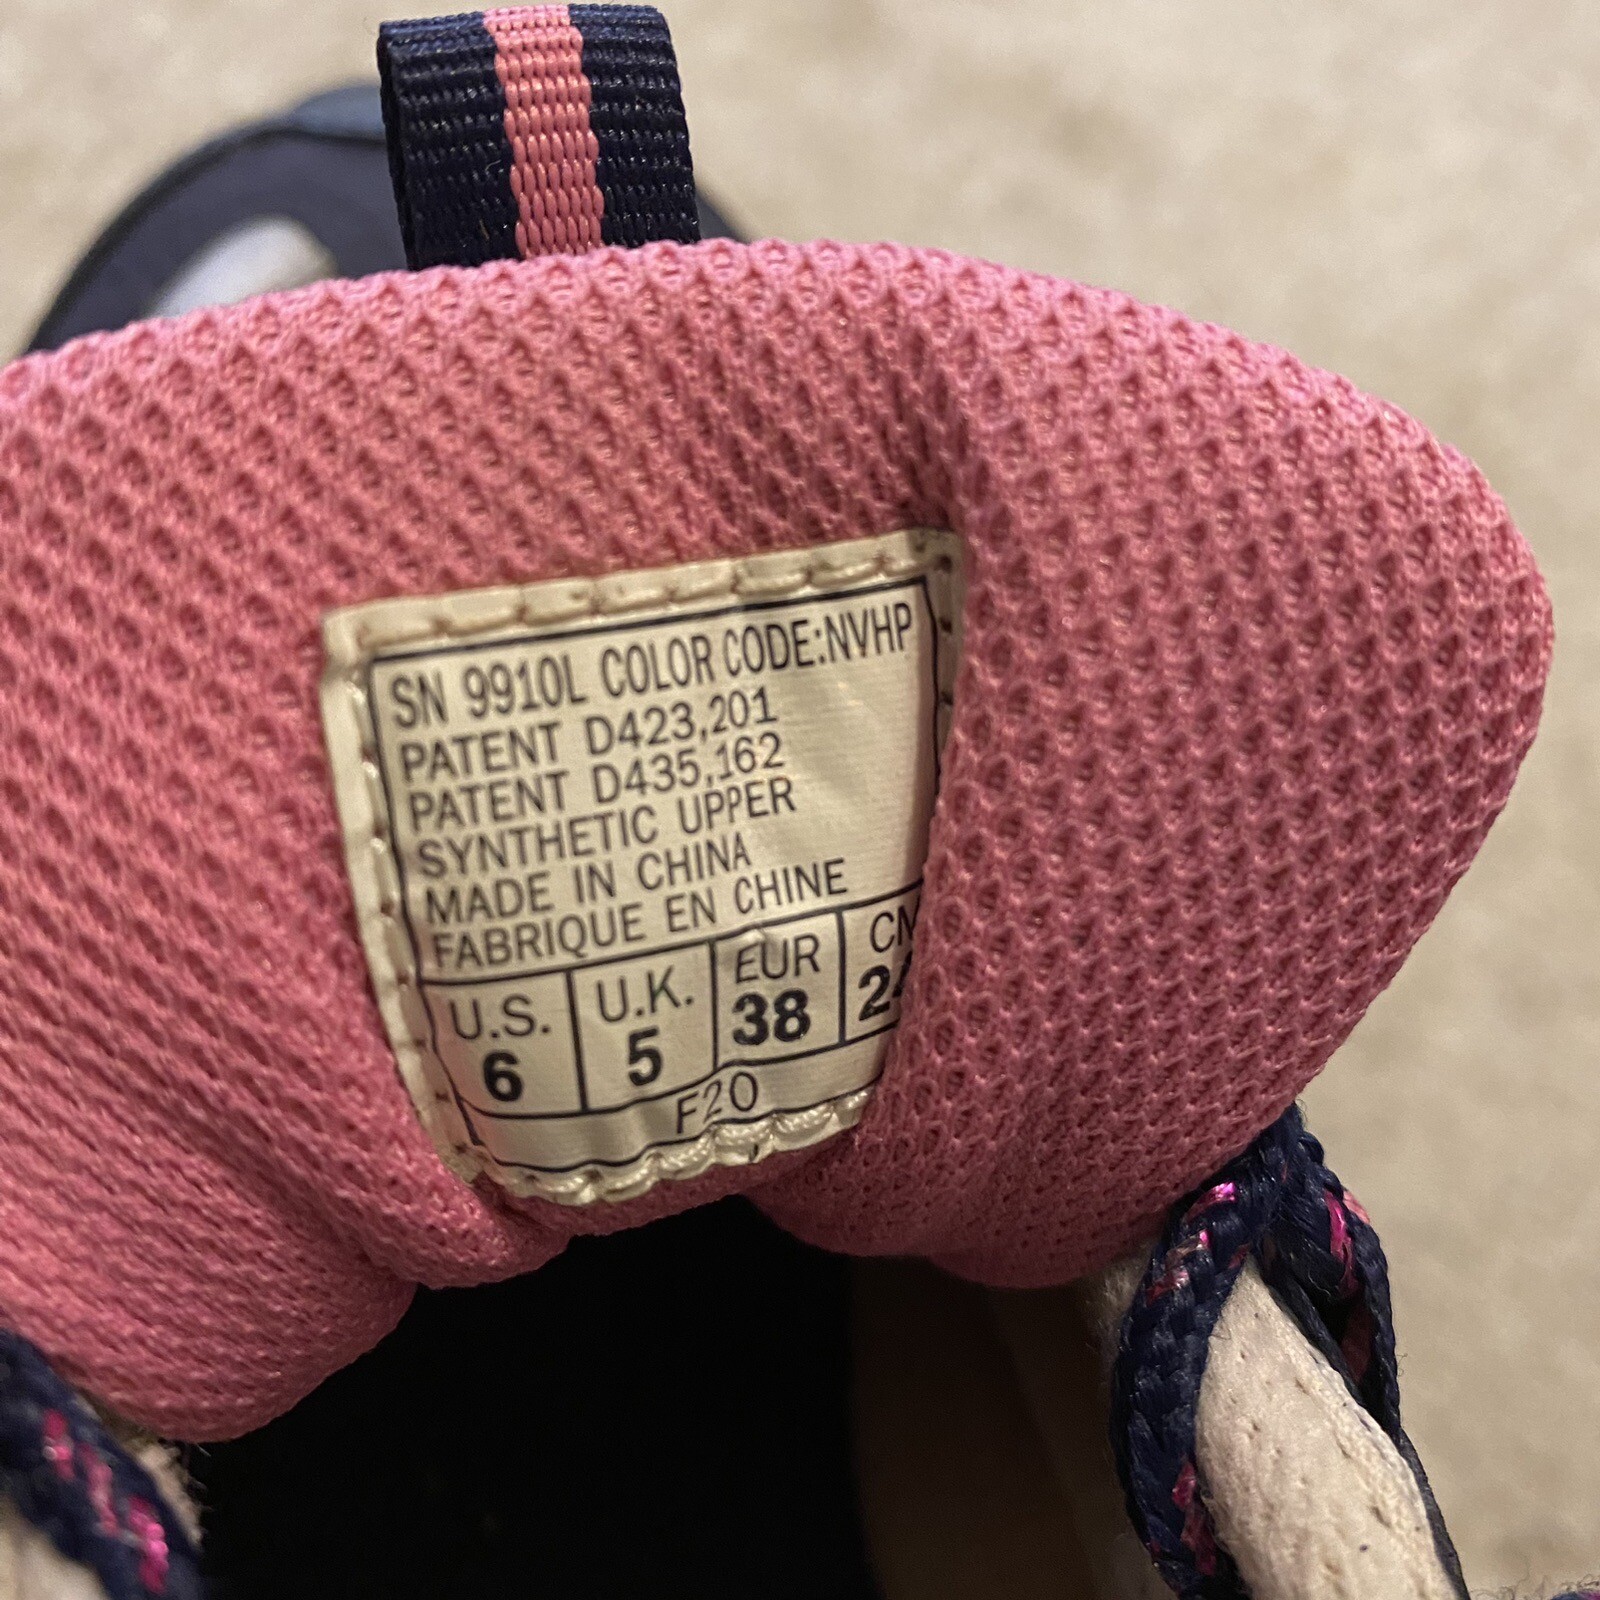 SN 9910L COLOR CODE:NVHP
PATENT D423,201
PATENT D435,162
SYNTHETIC UPPER
MADE IN CHINA
FABRIQUE EN CHINE
U.S. U.K. EUR
6 5 38
F20